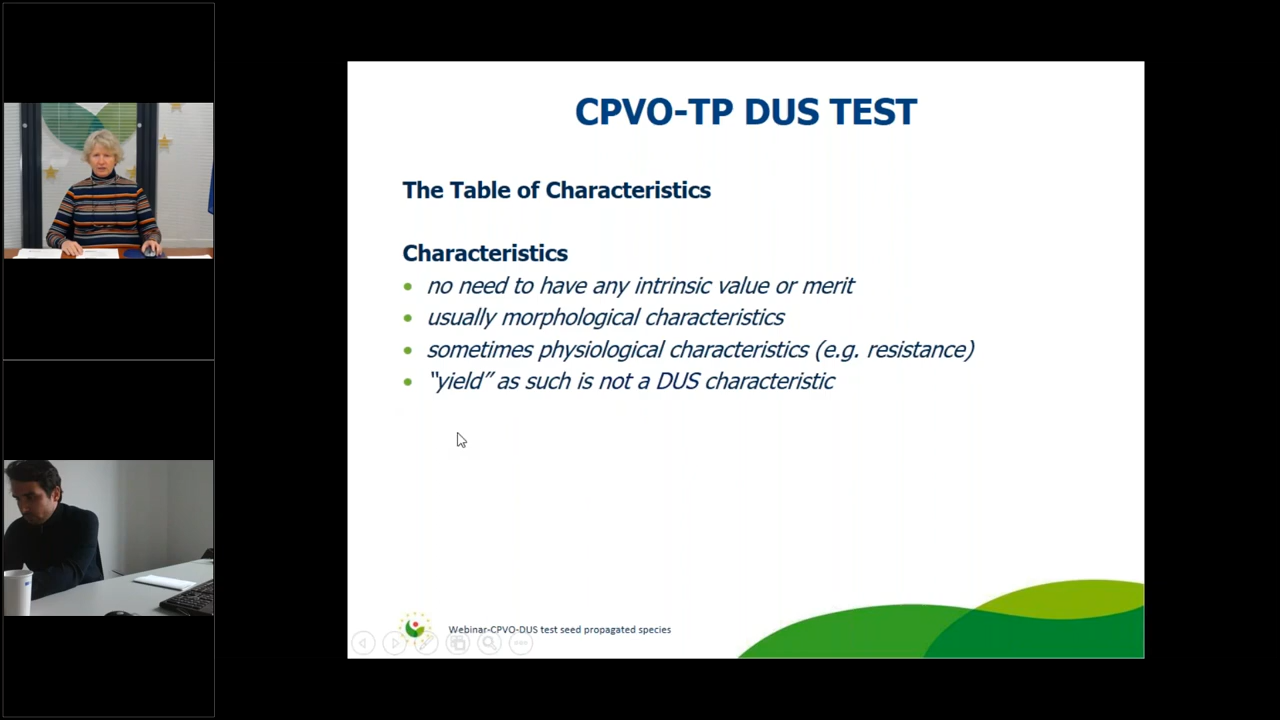 CPVO-TP DUS TEST
The Table of Characteristics
Characteristics
• no need to have any intrinsic value or merit
• usually morphological characteristics
• sometimes physiological characteristics (e.g. resistance)
• “yield” as such is not a DUS characteristic
Webinar-CPVO-DUS test seed propagated species